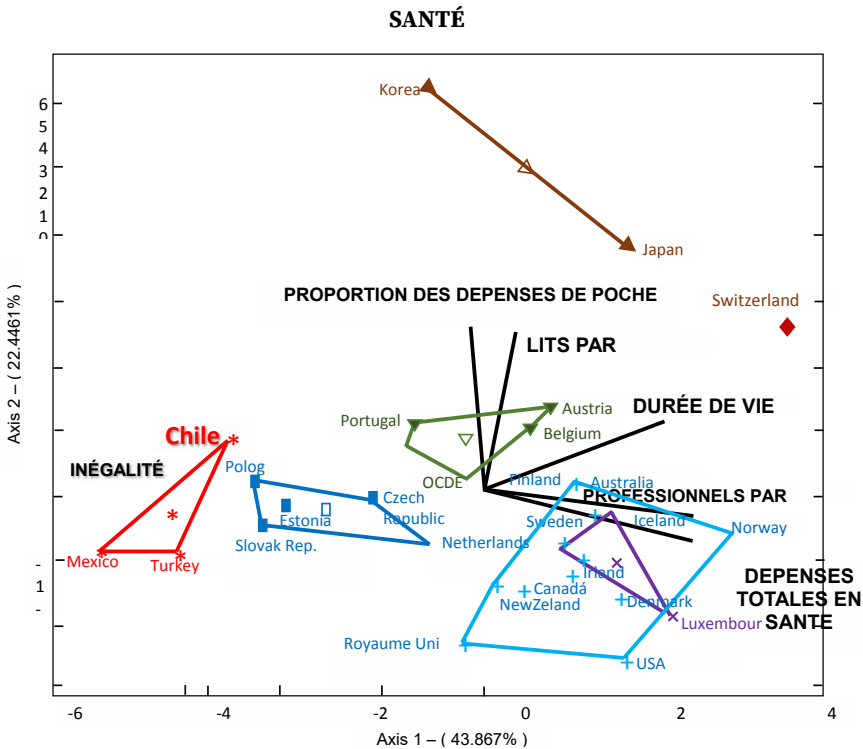 SANTÉ
Korea
6
5
4
3
2
1
0
Japan
Switzerland
PROPORTION DES DEPENSES DE POCHE
LITS PAR
DURÉE DE VIE
Portugal
Austria
Belgium
Chile
INÉGALITÉ
Polog
OCDE
Finland
Australia
PROFESSIONNELS PAR
Czech
Republic
Estonia
Sweden
Iceland
Norway
Slovak Rep.
Netherlands
Mexico
Turkey
Irland
Canadá
NewZeland
Denmark
DEPENSES
TOTALES EN
SANTE
Luxembour
Royaume Uni
USA
-
1
-
Axis 2 – ( 22.4461% )
-6
-4
-2
0
2
4
Axis 1 – ( 43.867% )